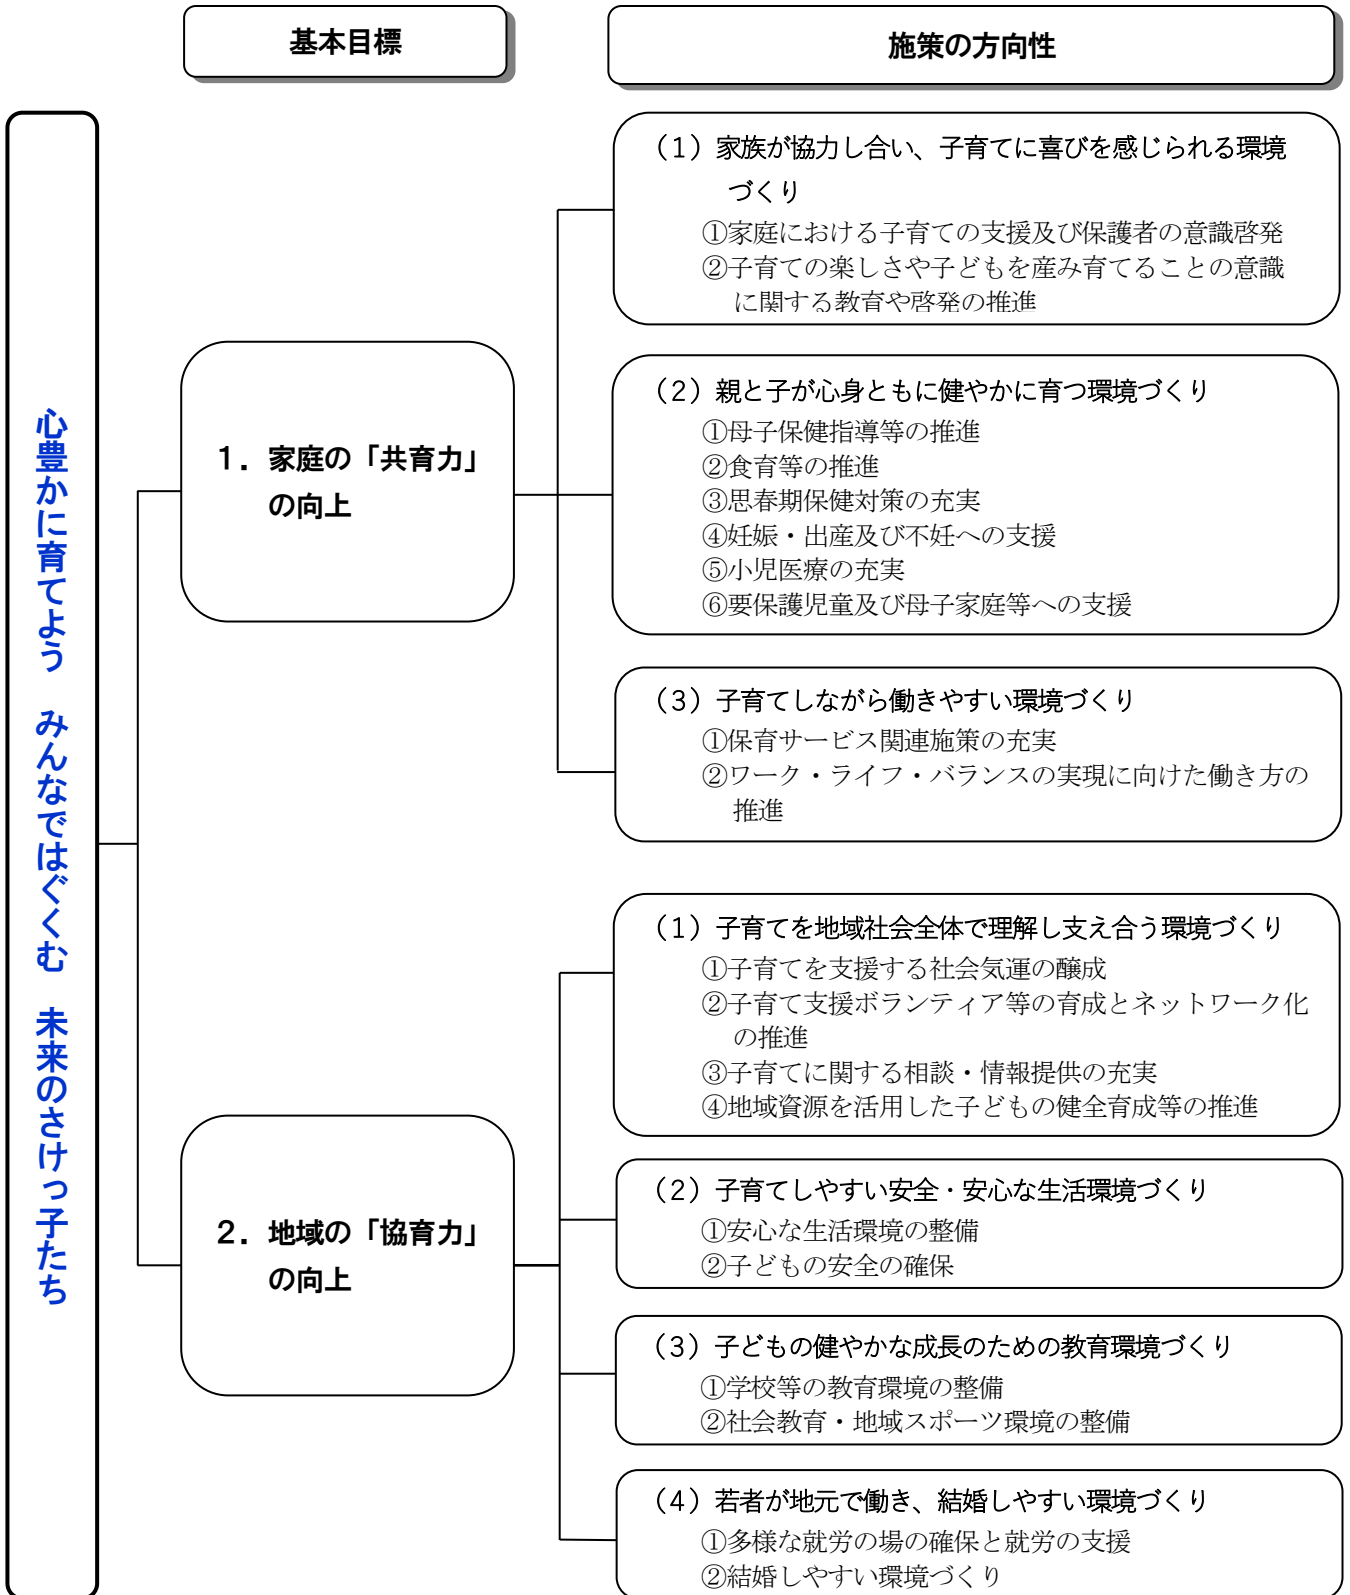 基本目標
施策の方向性
心豊かに育てよう　みんなではぐくむ　未来のさけっ子たち
1．家庭の「共育力」
の向上
（1）家族が協力し合い、子育てに喜びを感じられる環境
づくり
①家庭における子育ての支援及び保護者の意識啓発
②子育ての楽しさや子どもを産み育てることの意識
に関する教育や啓発の推進
（2）親と子が心身ともに健やかに育つ環境づくり
①母子保健指導等の推進
②食育等の推進
③思春期保健対策の充実
④妊娠・出産及び不妊への支援
⑤小児医療の充実
⑥要保護児童及び母子家庭等への支援
（3）子育てしながら働きやすい環境づくり
①保育サービス関連施策の充実
②ワーク・ライフ・バランスの実現に向けた働き方の
推進
2．地域の「協育力」
の向上
（1）子育てを地域社会全体で理解し支え合う環境づくり
①子育てを支援する社会気運の醸成
②子育て支援ボランティア等の育成とネットワーク化
の推進
③子育てに関する相談・情報提供の充実
④地域資源を活用した子どもの健全育成等の推進
（2）子育てしやすい安全・安心な生活環境づくり
①安心な生活環境の整備
②子どもの安全の確保
（3）子どもの健やかな成長のための教育環境づくり
①学校等の教育環境の整備
②社会教育・地域スポーツ環境の整備
（4）若者が地元で働き、結婚しやすい環境づくり
①多様な就労の場の確保と就労の支援
②結婚しやすい環境づくり